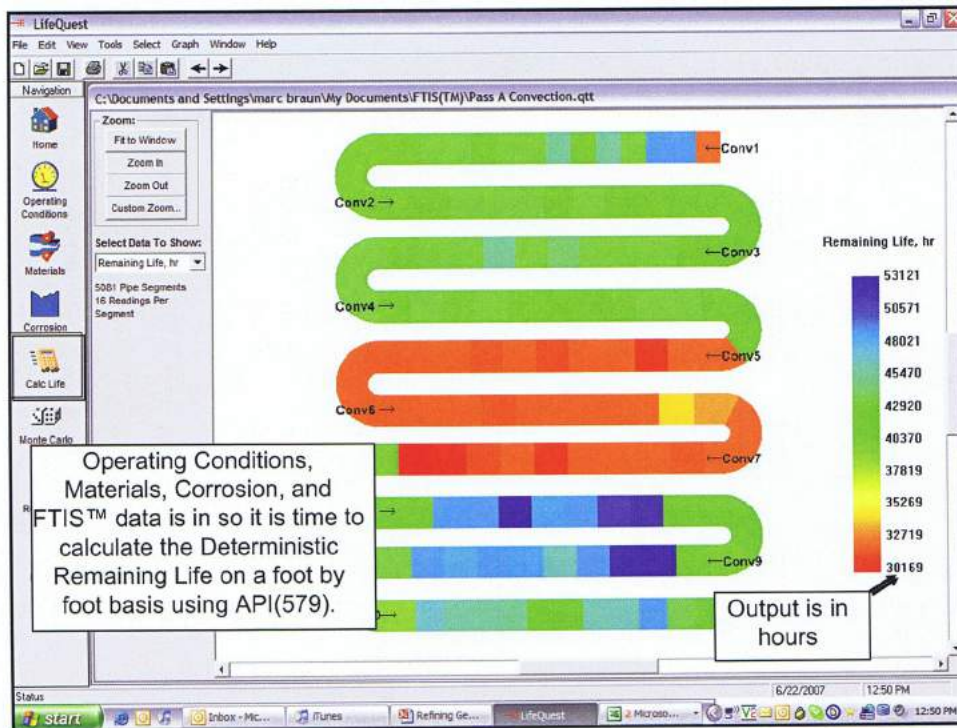 LifeQuest
File Edit View Tools Select Graph Window Help
Navigation
C:\Documents and Settings\marc braun\My Documents\FTIS(TM)\Pass A Convection.qtt
Home
Operating
Conditions
Materials
Corrosion
Calc Life
Monte Carlo
Zoom:
Fit to Window
Zoom In
Zoom Out
Custom Zoom...
Select Data To Show:
Remaining Life, hr
5081 Pipe Segments
16 Readings Per
Segment
←Conv1
Conv2→
←Conv3
Conv4→
←Conv5
Conv6→
←Conv7
←Conv9
Remaining Life, hr
53121
50571
48021
45470
42920
40370
37819
35269
32719
30169
Operating Conditions,
Materials, Corrosion, and
FTIS™ data is in so it is time to
calculate the Deterministic
Remaining Life on a foot by
foot basis using API(579).
Output is in
hours
Status
6/22/2007 12:50 PM
start
Inbox - Mic...
iTunes
Refining Ge...
LifeQuest
2 Microso...
12:50 PM